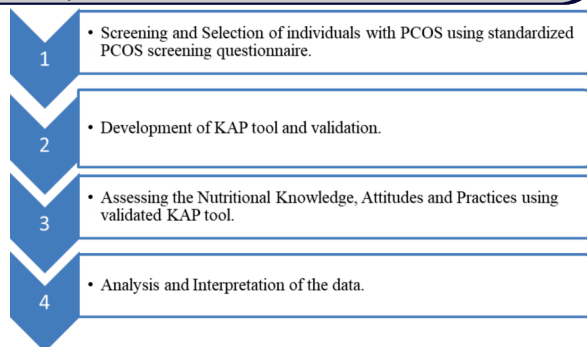 1
• Screening and Selection of individuals with PCOS using standardized
PCOS screening questionnaire.
2
• Development of KAP tool and validation.
3
• Assessing the Nutritional Knowledge, Attitudes and Practices using
validated KAP tool.
4
• Analysis and Interpretation of the data.